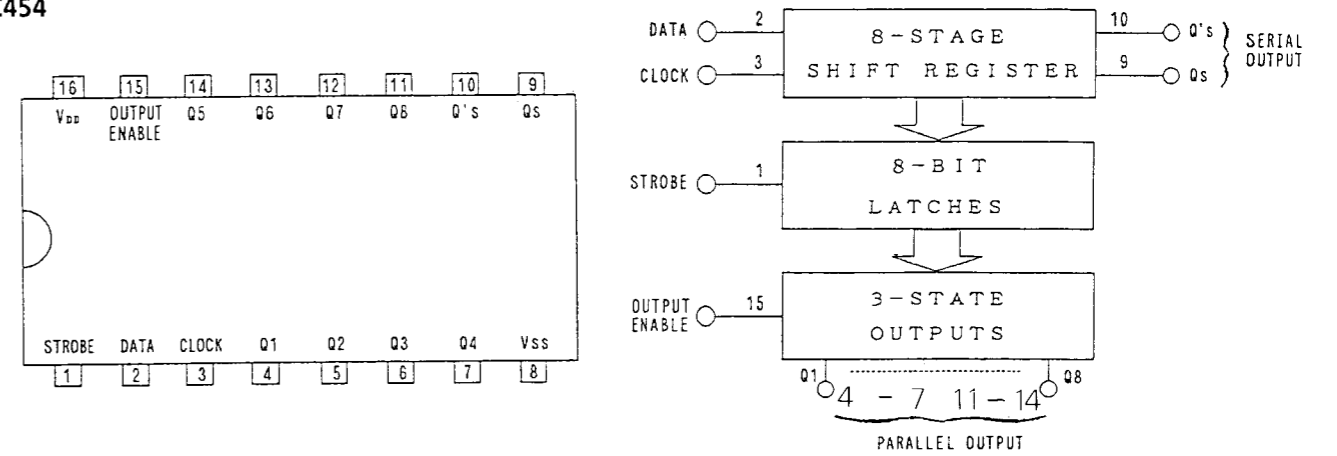 454
16 15 14 13 12 11 10 9
VDD OUTPUT ENABLE Q5 Q6 Q7 Q8 Q's Qs
STROBE DATA CLOCK Q1 Q2 Q3 Q4 Vss
1 2 3 4 5 6 7 8
DATA 2
CLOCK 3
8-STAGE
SHIFT REGISTER
10 Q's
9 Qs
SERIAL
OUTPUT
STROBE 1
8-BIT
LATCHES
OUTPUT
ENABLE
15
3-STATE
OUTPUTS
Q1 Q8
4 - 7 11 - 14
PARALLEL OUTPUT